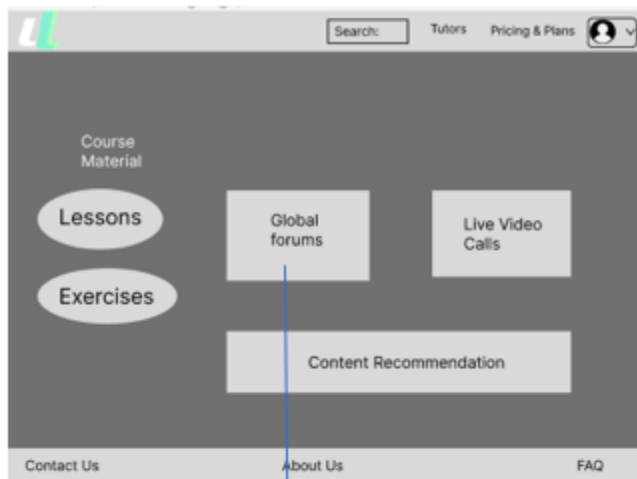 Search:
Tutors
Pricing & Plans
Course
Material
Lessons
Exercises
Global
forums
Live Video
Calls
Content Recommendation
Contact Us
About Us
FAQ